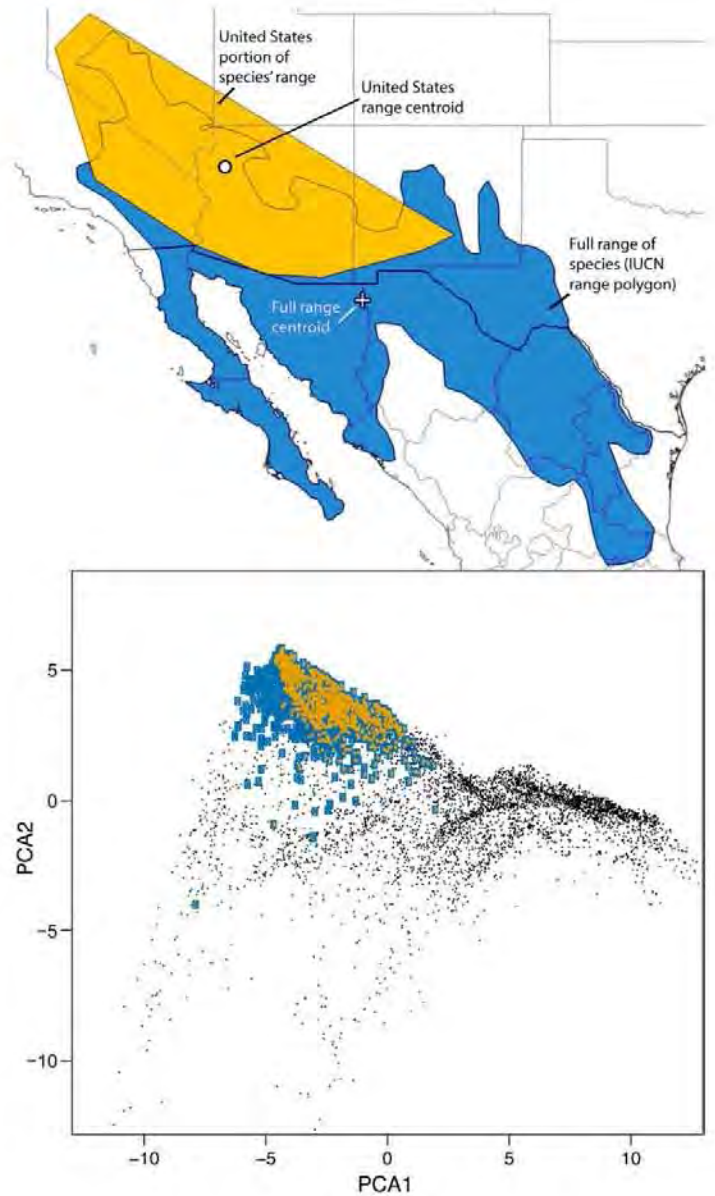 United States
portion of
species' range
United States
range centroid
Full range of
species (IUCN
range polygon)
Full range
centroid
5
0
−5
−10
PCA2
−10 −5 0 5 10
PCA1